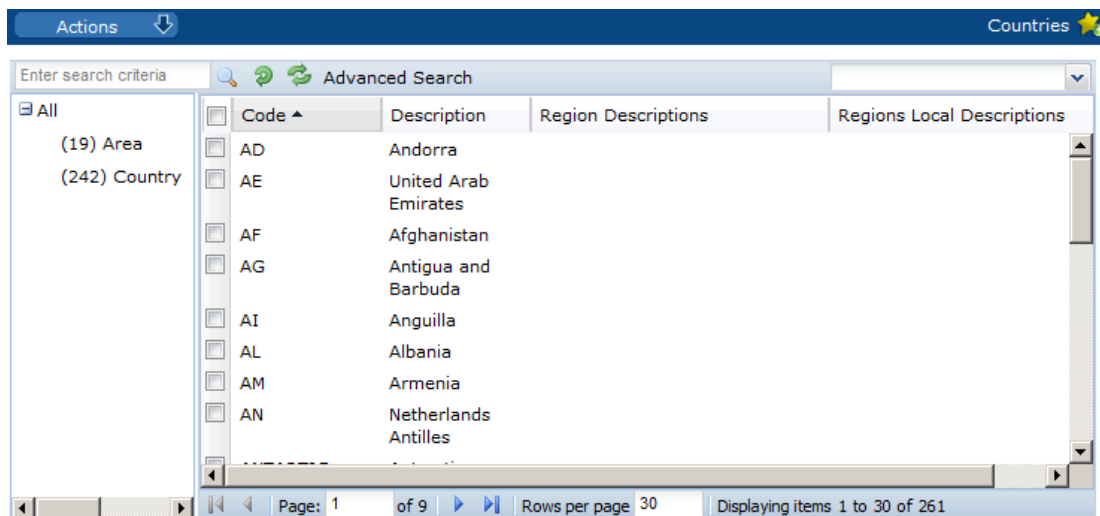 Actions Countries
Enter search criteria Advanced Search
All
(19) Area
(242) Country
Code Description Region Descriptions Regions Local Descriptions
AD Andorra
AE United Arab
Emirates
AF Afghanistan
AG Antigua and
Barbuda
AI Anguilla
AL Albania
AM Armenia
AN Netherlands
Antilles
Page: 1 of 9 Rows per page 30 Displaying items 1 to 30 of 261